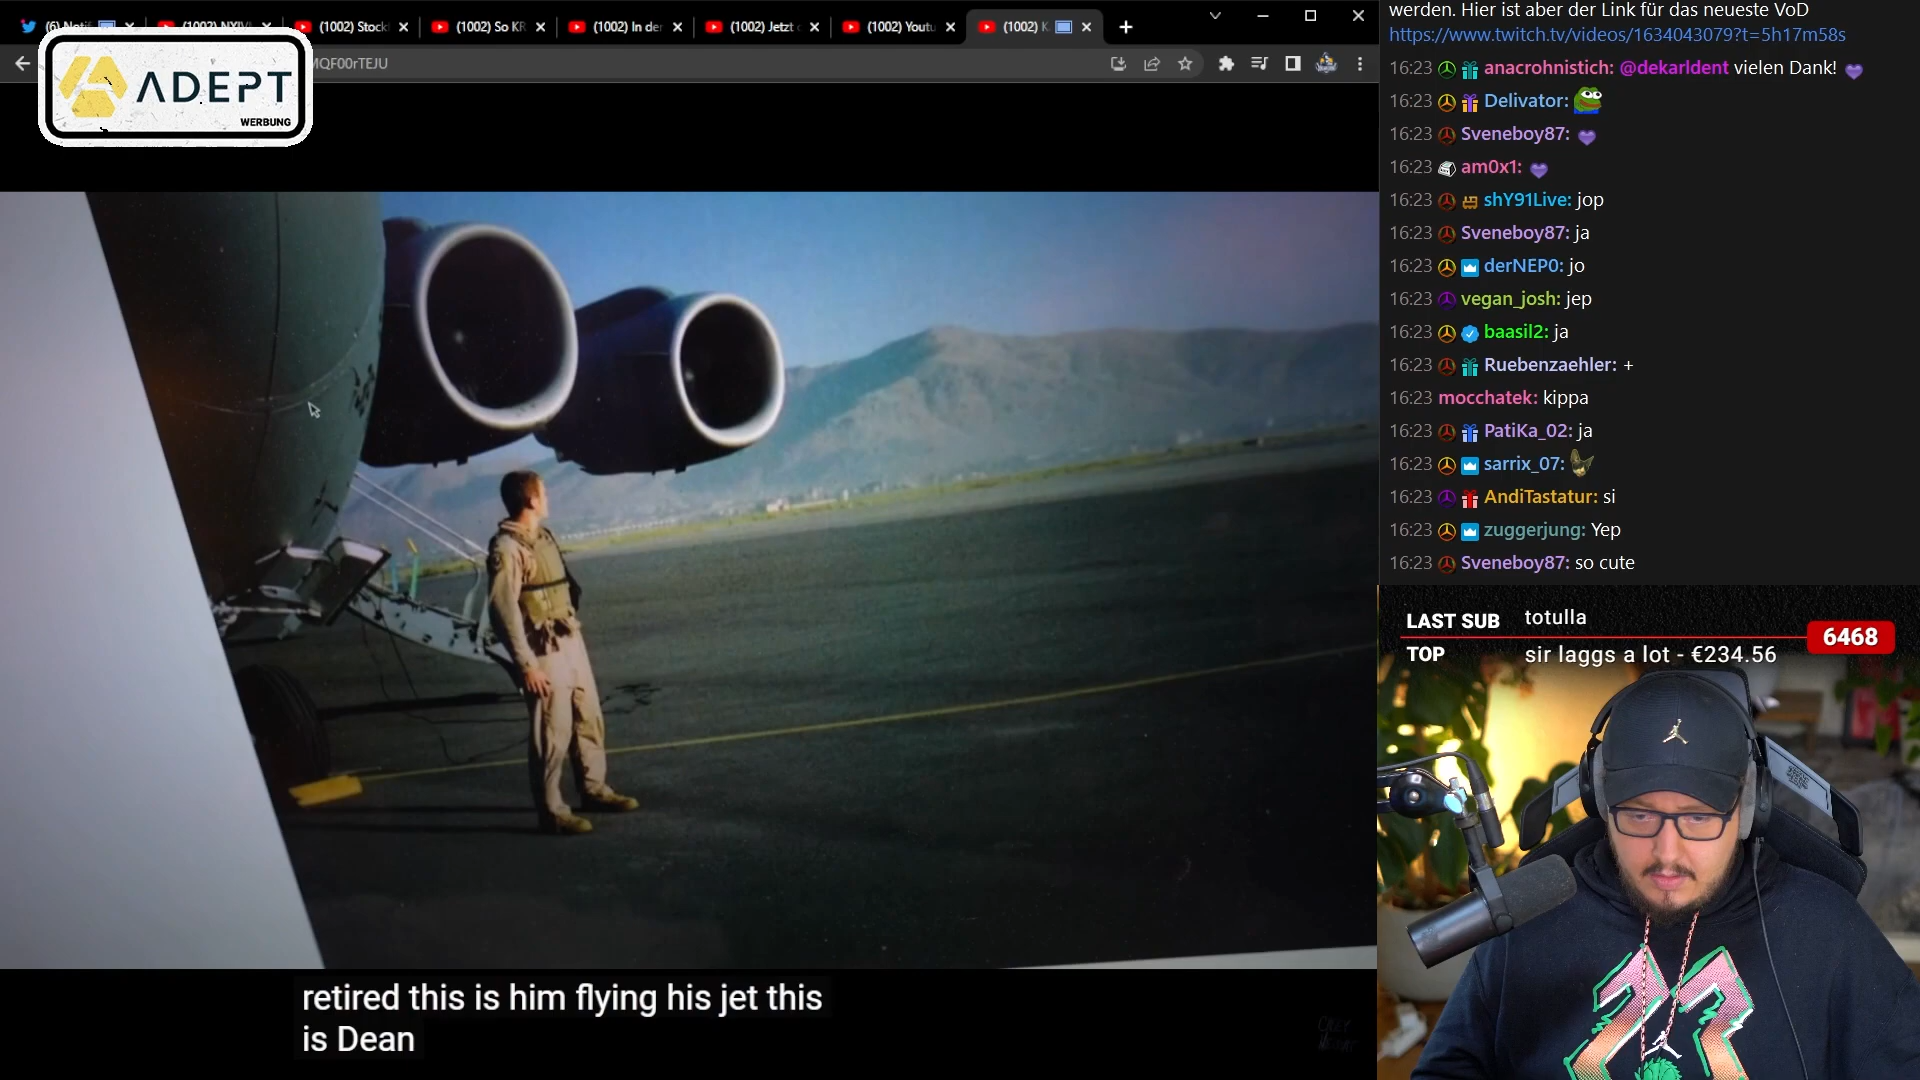 (6) Notif
(1002) NYIVI
(1002) Stock
(1002) So KR
(1002) In der
(1002) Jetzt
(1002) Youtu
(1002) K
MQF00rTEJU
ADEPT
WERBUNG
retired this is him flying his jet this
is Dean
werden. Hier ist aber der Link für das neueste VoD
https://www.twitch.tv/videos/1634043079?t=5h17m58s
16:23 anacrohnistich: @dekarldent vielen Dank!
16:23 Delivator:
16:23 Sveneboy87:
16:23 am0x1:
16:23 shY91Live: jop
16:23 Sveneboy87: ja
16:23 derNEP0: jo
16:23 vegan_josh: jep
16:23 baasil2: ja
16:23 Ruebenzaehler: +
16:23 mocchatek: kippa
16:23 PatiKa_02: ja
16:23 sarrix_07:
16:23 AndiTastatur: si
16:23 zuggerjung: Yep
16:23 Sveneboy87: so cute
LAST SUB totulla
6468
TOP sir laggs a lot - €234.56